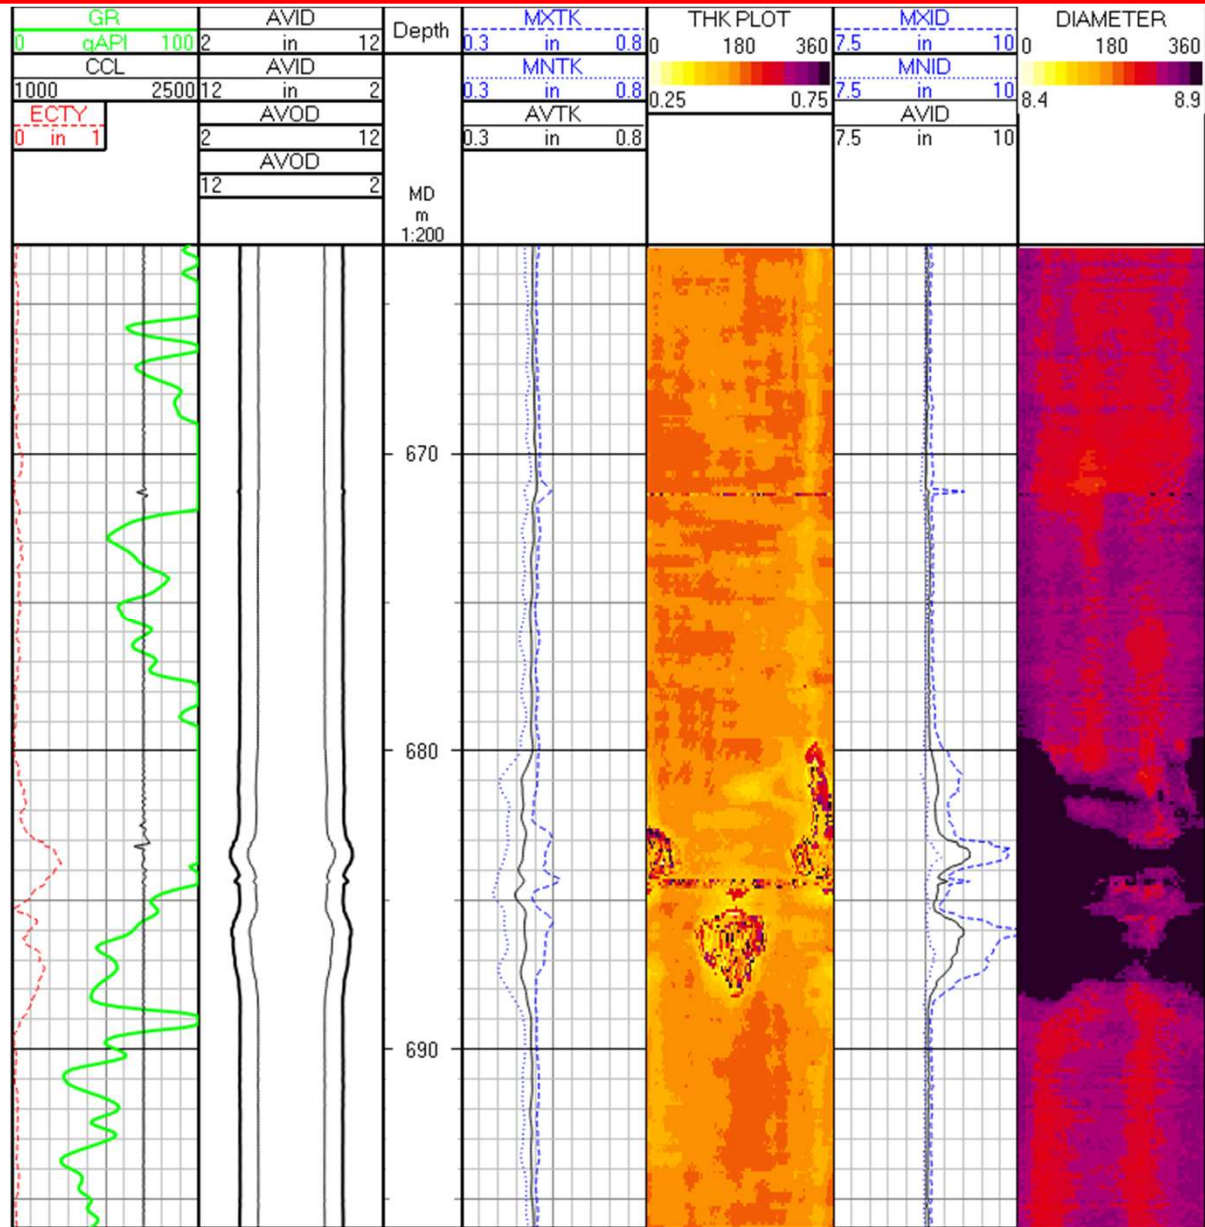 GR
0 gAPI 100
CCL
1000 2500
ECTY
0 in 1
AVID
2 in 12
AVID
12 in 2
AVOD
2 12
AVOD
12 2
Depth
MD
m
1:200
MXTK
0.3 in 0.8
MNTK
0.3 in 0.8
AVTK
0.3 in 0.8
THK PLOT
0 180 360
0.25 0.75
MXID
7.5 in 10
MNID
7.5 in 10
AVID
7.5 in 10
DIAMETER
0 180 360
8.4 8.9
670
680
690